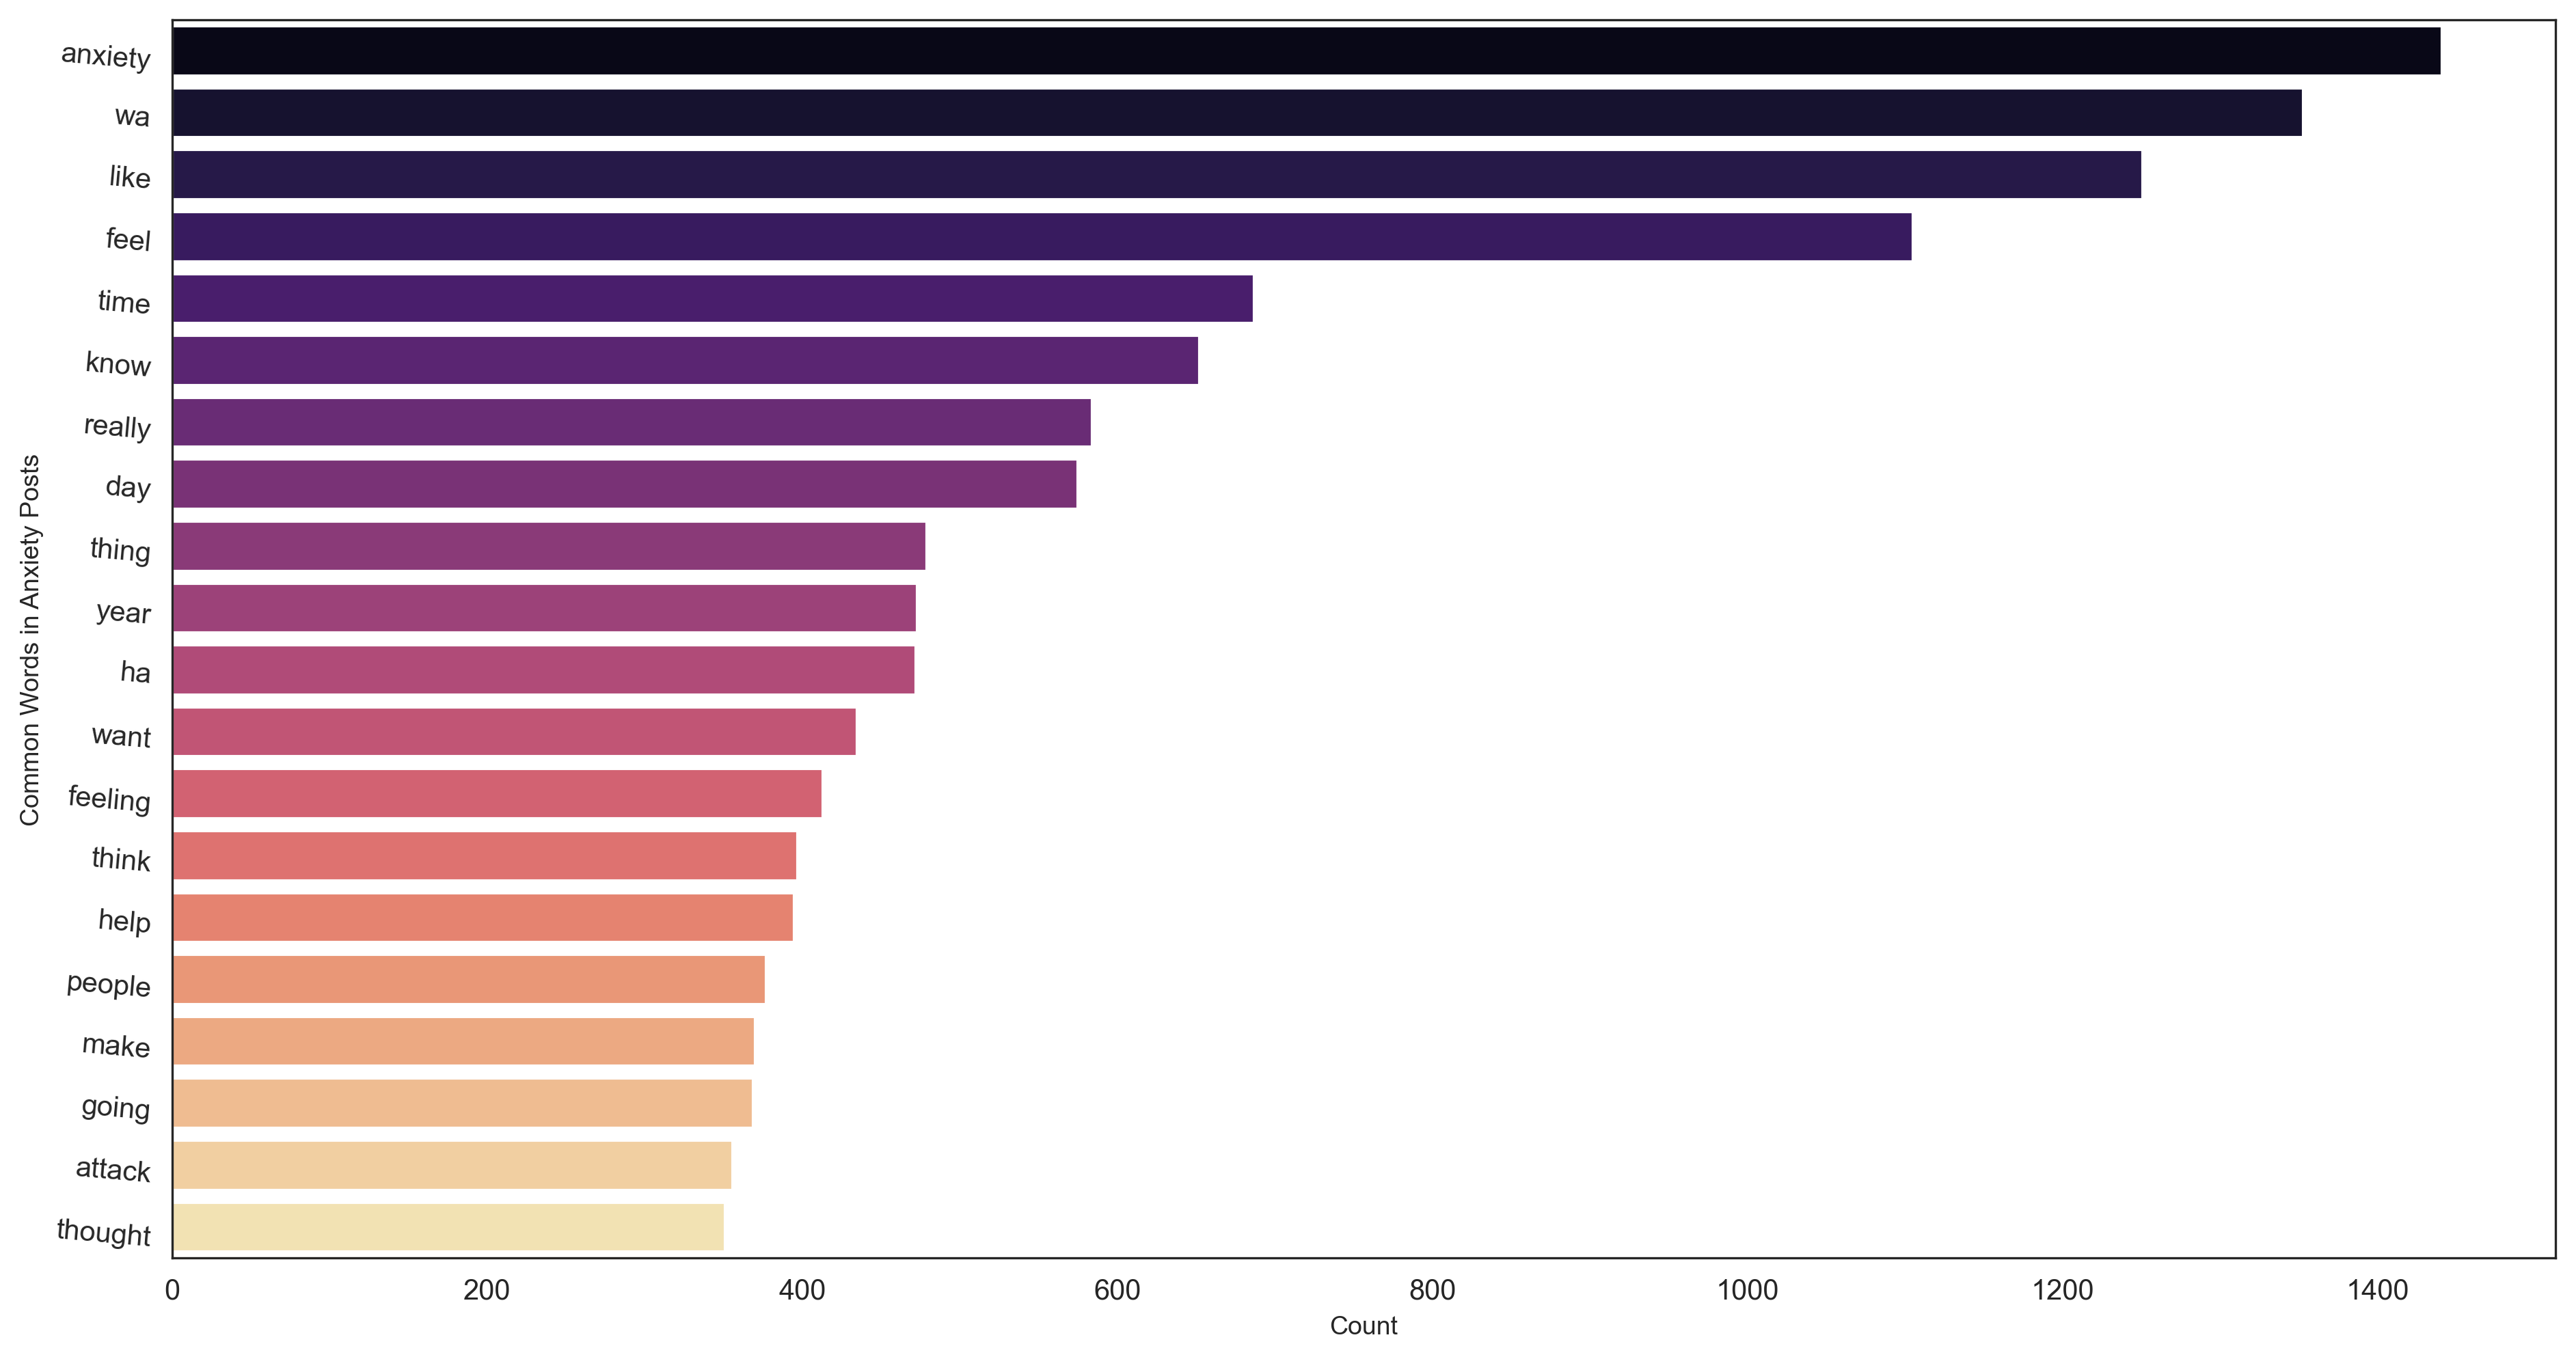 Common Words in Anxiety Posts
anxiety
wa
like
feel
time
know
really
day
thing
year
ha
want
feeling
think
help
people
make
going
attack
thought
0 200 400 600 800 1000 1200 1400
Count